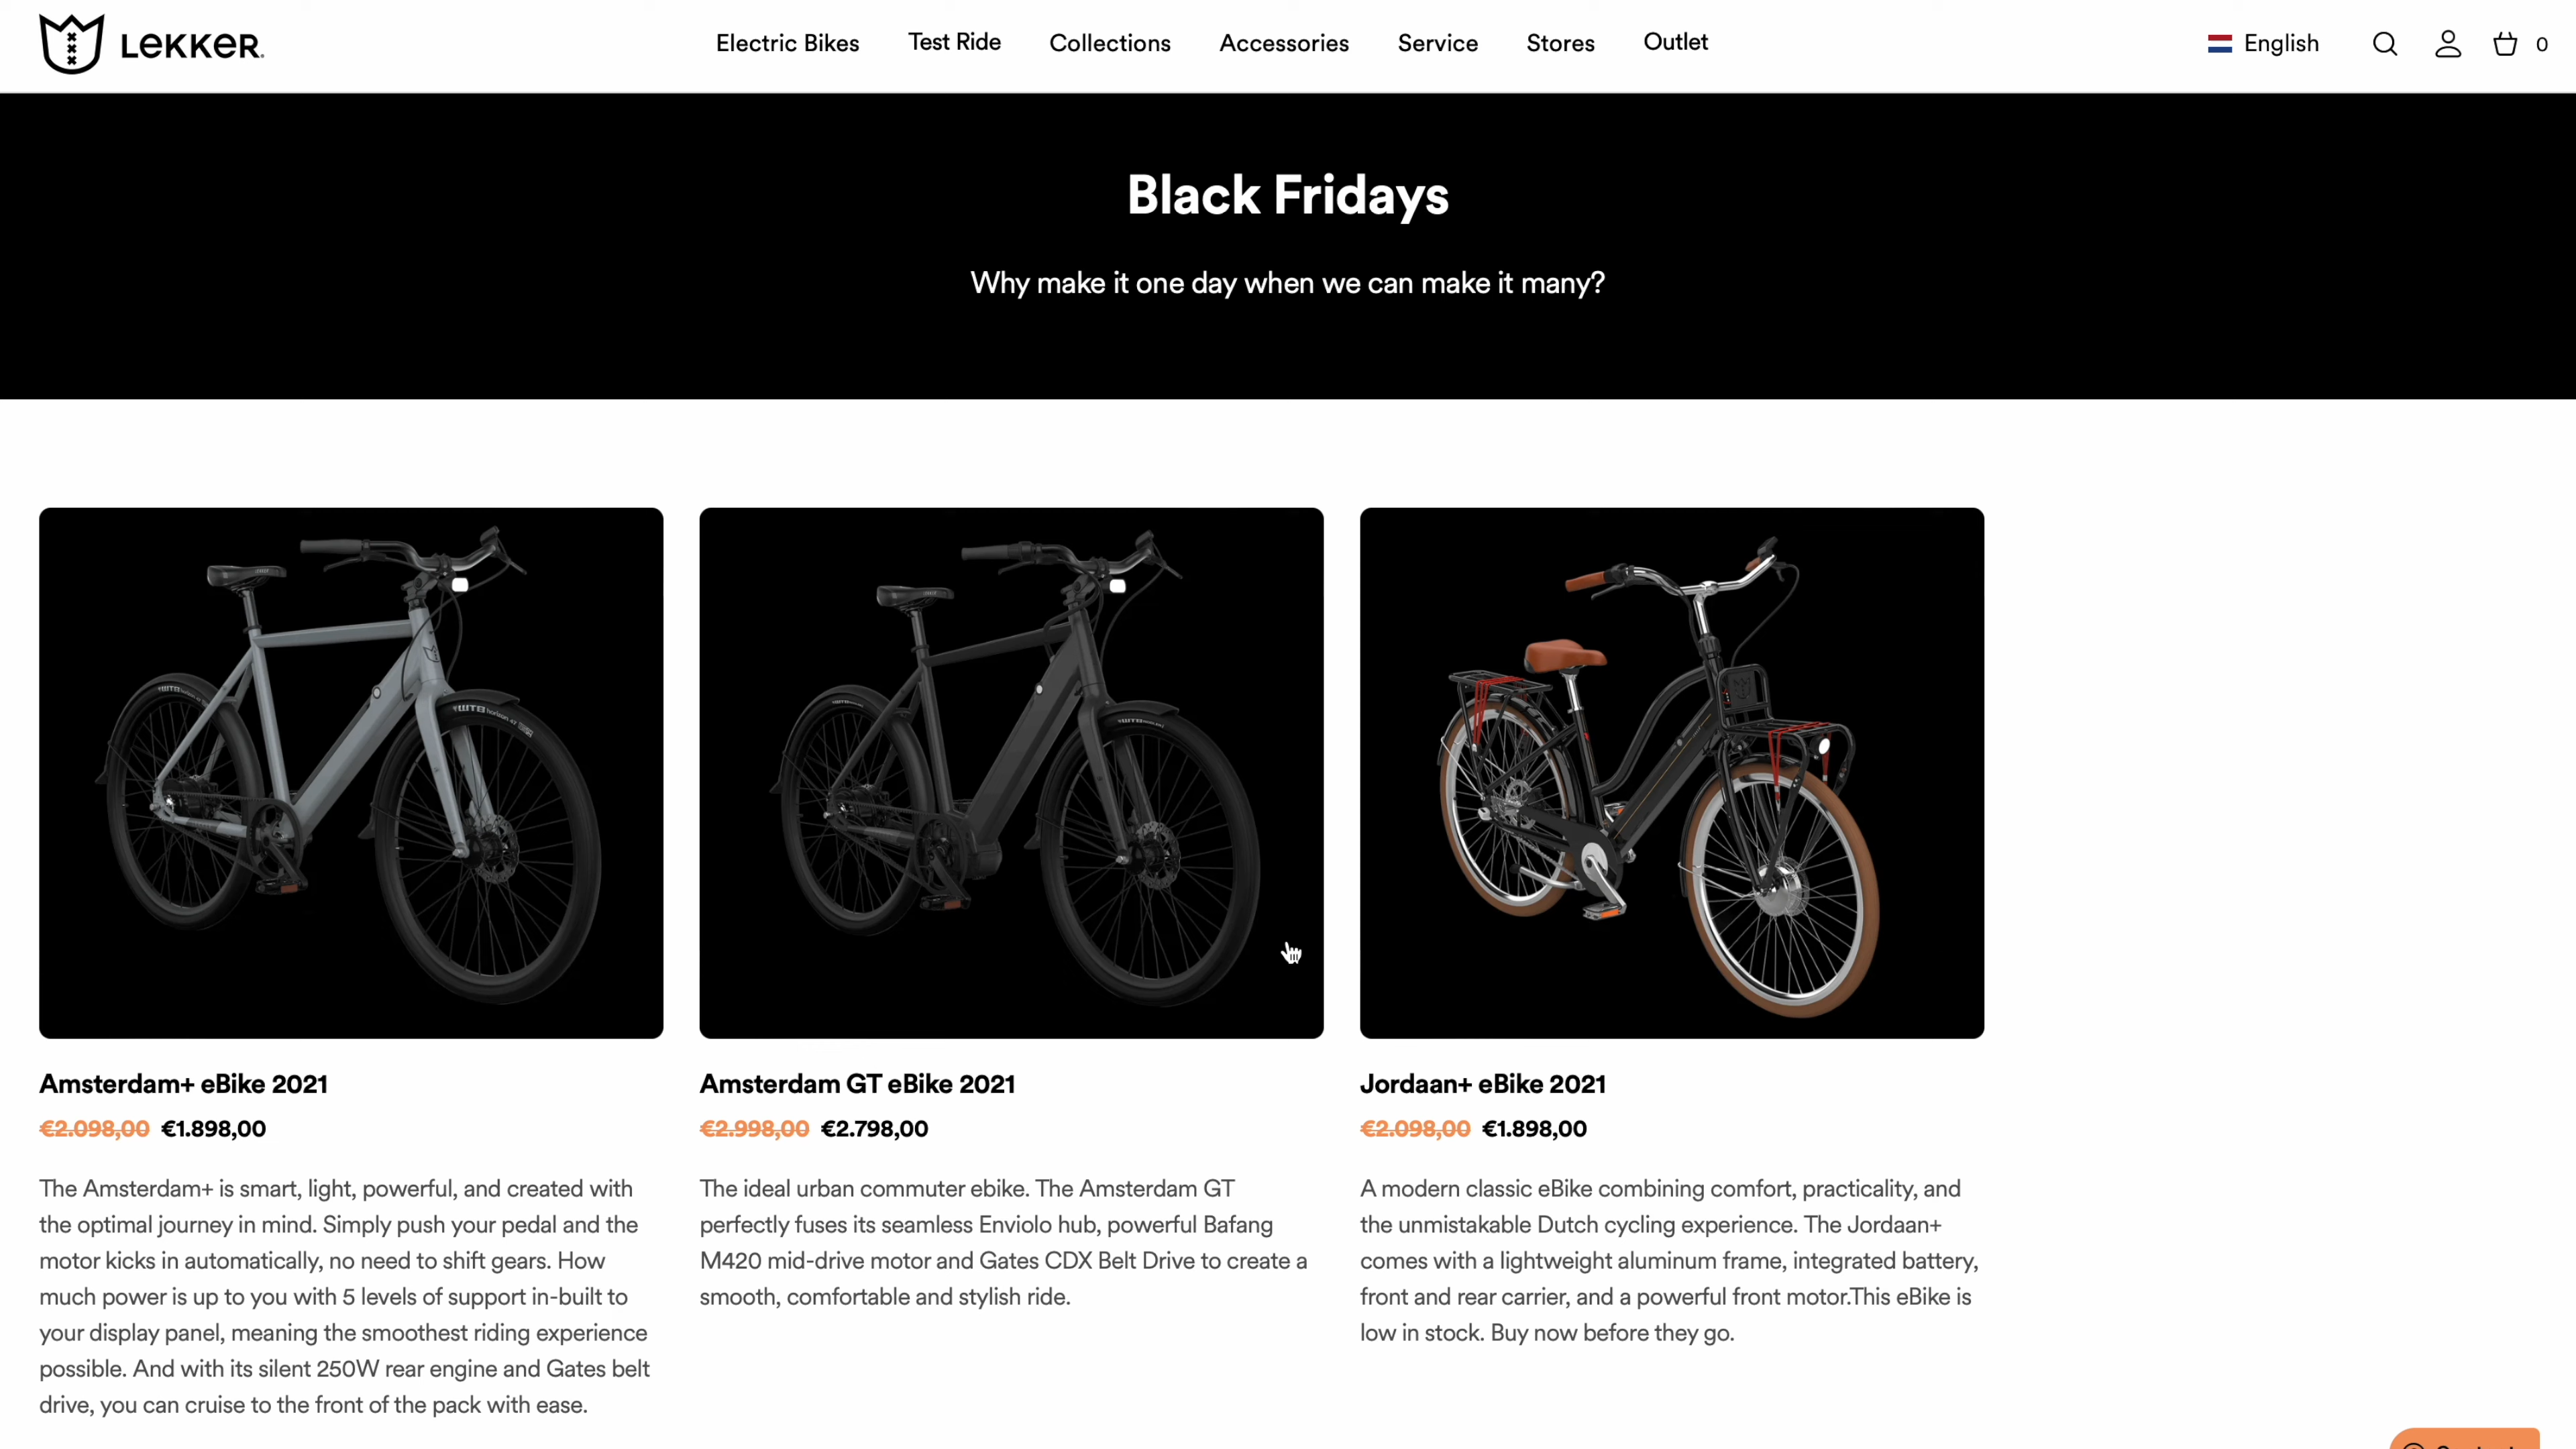 LEKKER.
Electric Bikes
Test Ride
Collections
Accessories
Service
Stores
Outlet
English
0
Black Fridays
Why make it one day when we can make it many?
Amsterdam+ eBike 2021
€2.098,00 €1.898,00
The Amsterdam+ is smart, light, powerful, and created with
the optimal journey in mind. Simply push your pedal and the
motor kicks in automatically, no need to shift gears. How
much power is up to you with 5 levels of support in-built to
your display panel, meaning the smoothest riding experience
possible. And with its silent 250W rear engine and Gates belt
drive, you can cruise to the front of the pack with ease.
Amsterdam GT eBike 2021
€2.998,00 €2.798,00
The ideal urban commuter ebike. The Amsterdam GT
perfectly fuses its seamless Enviolo hub, powerful Bafang
M420 mid-drive motor and Gates CDX Belt Drive to create a
smooth, comfortable and stylish ride.
Jordaan+ eBike 2021
€2.098,00 €1.898,00
A modern classic eBike combining comfort, practicality, and
the unmistakable Dutch cycling experience. The Jordaan+
comes with a lightweight aluminum frame, integrated battery,
front and rear carrier, and a powerful front motor.This eBike is
low in stock. Buy now before they go.